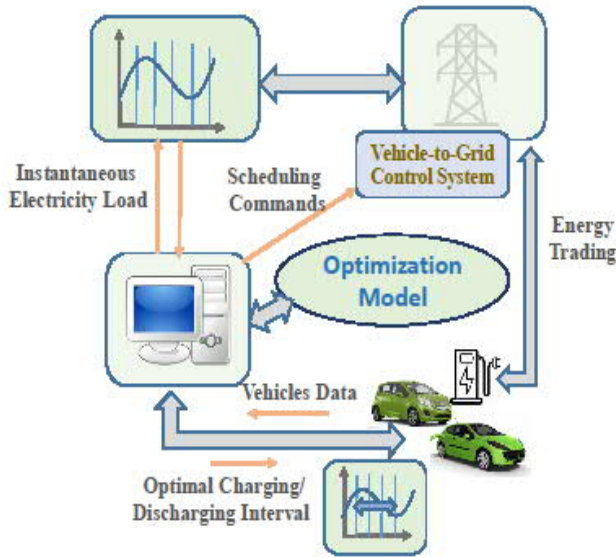 Instantaneous
Electricity Load
Scheduling
Commands
Vehicle-to-Grid
Control System
Energy
Trading
Optimization
Model
Vehicles Data
Optimal Charging/
Discharging Interval